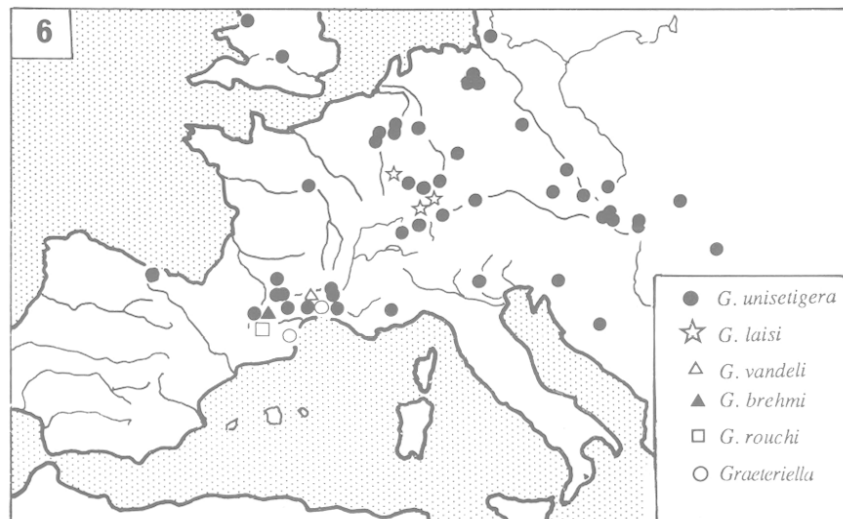 6
G. unisetigera
G. laisi
G. vandeli
G. brehmi
G. rouchi
Graeteriella